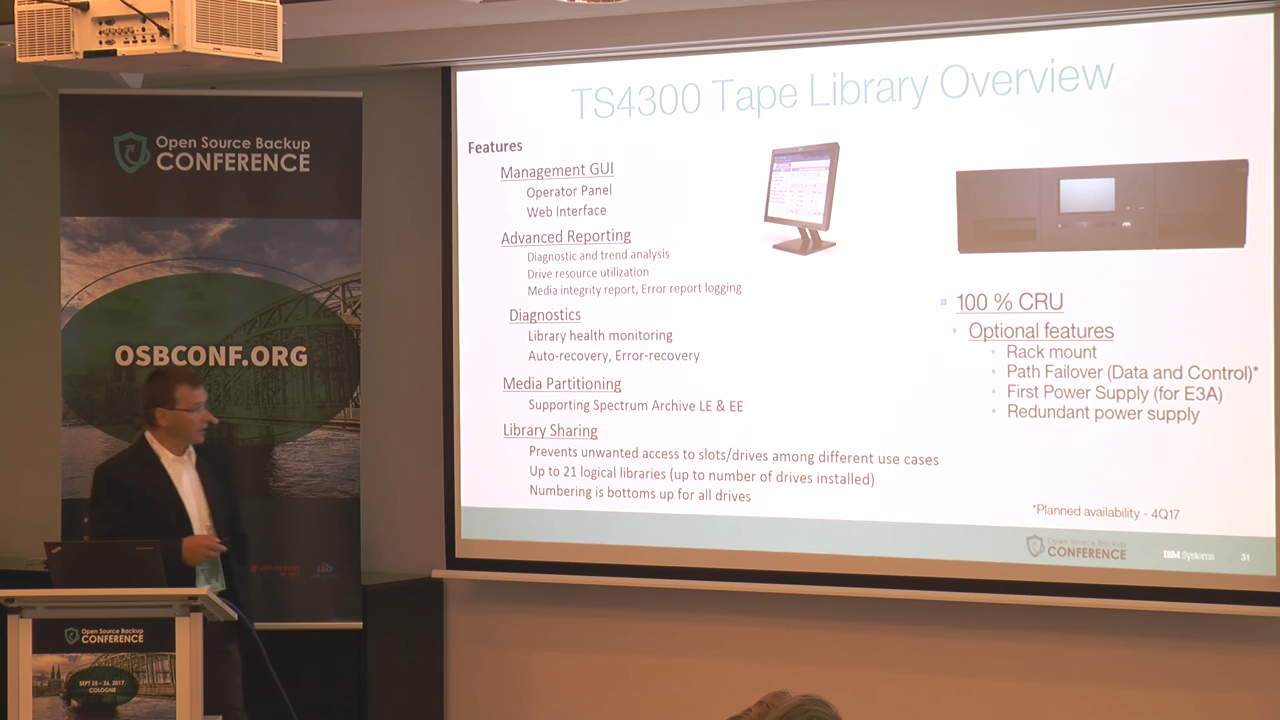 Open Source Backup
CONFERENCE
OSBCONF.ORG
Open Source Backup
CONFERENCE
SEPT 25 – 26, 2017,
COLOGNE
TS4300 Tape Library Overview
Features
Management GUI
Operator Panel
Web Interface
Advanced Reporting
Diagnostic and trend analysis
Drive resource utilization
Media integrity report, Error report logging
Diagnostics
Library health monitoring
Auto-recovery, Error-recovery
Media Partitioning
Supporting Spectrum Archive LE & EE
Library Sharing
Prevents unwanted access to slots/drives among different use cases
Up to 21 logical libraries (up to number of drives installed)
Numbering is bottoms up for all drives
100 % CRU
Optional features
Rack mount
Path Failover (Data and Control)*
First Power Supply (for E3A)
Redundant power supply
*Planned availability - 4Q17
Open Source Backup
CONFERENCE
IBM Systems
31